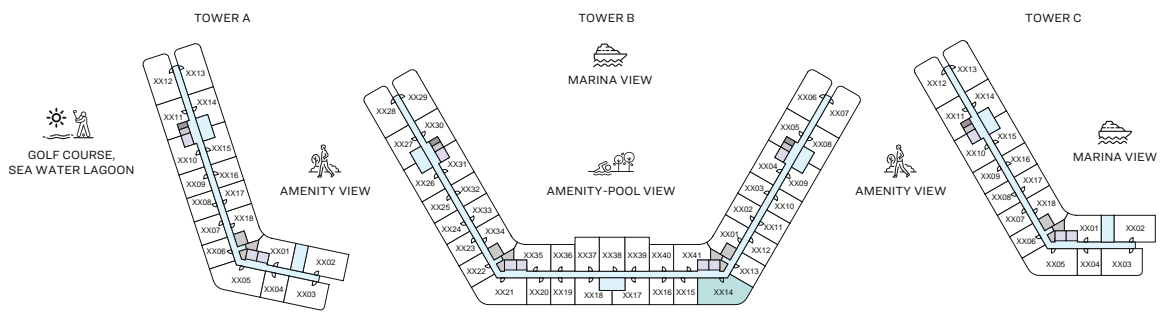 TOWER A
TOWER B
TOWER C
MARINA VIEW
GOLF COURSE,
SEA WATER LAGOON
AMENITY VIEW
AMENITY-POOL VIEW
AMENITY VIEW
MARINA VIEW
XX12
XX13
XX11
XX14
XX10
XX15
XX09
XX16
XX08
XX17
XX07
XX18
XX06
XX01
XX02
XX05
XX04
XX03
XX28
XX29
XX27
XX30
XX31
XX26
XX32
XX25
XX33
XX24
XX34
XX23
XX22
XX35
XX36
XX37
XX38
XX39
XX40
XX41
XX21
XX20
XX19
XX18
XX17
XX16
XX15
XX14
XX06
XX07
XX05
XX08
XX04
XX09
XX03
XX10
XX02
XX11
XX01
XX12
XX13
XX12
XX13
XX14
XX11
XX15
XX10
XX16
XX09
XX17
XX08
XX18
XX07
XX06
XX01
XX02
XX05
XX04
XX03